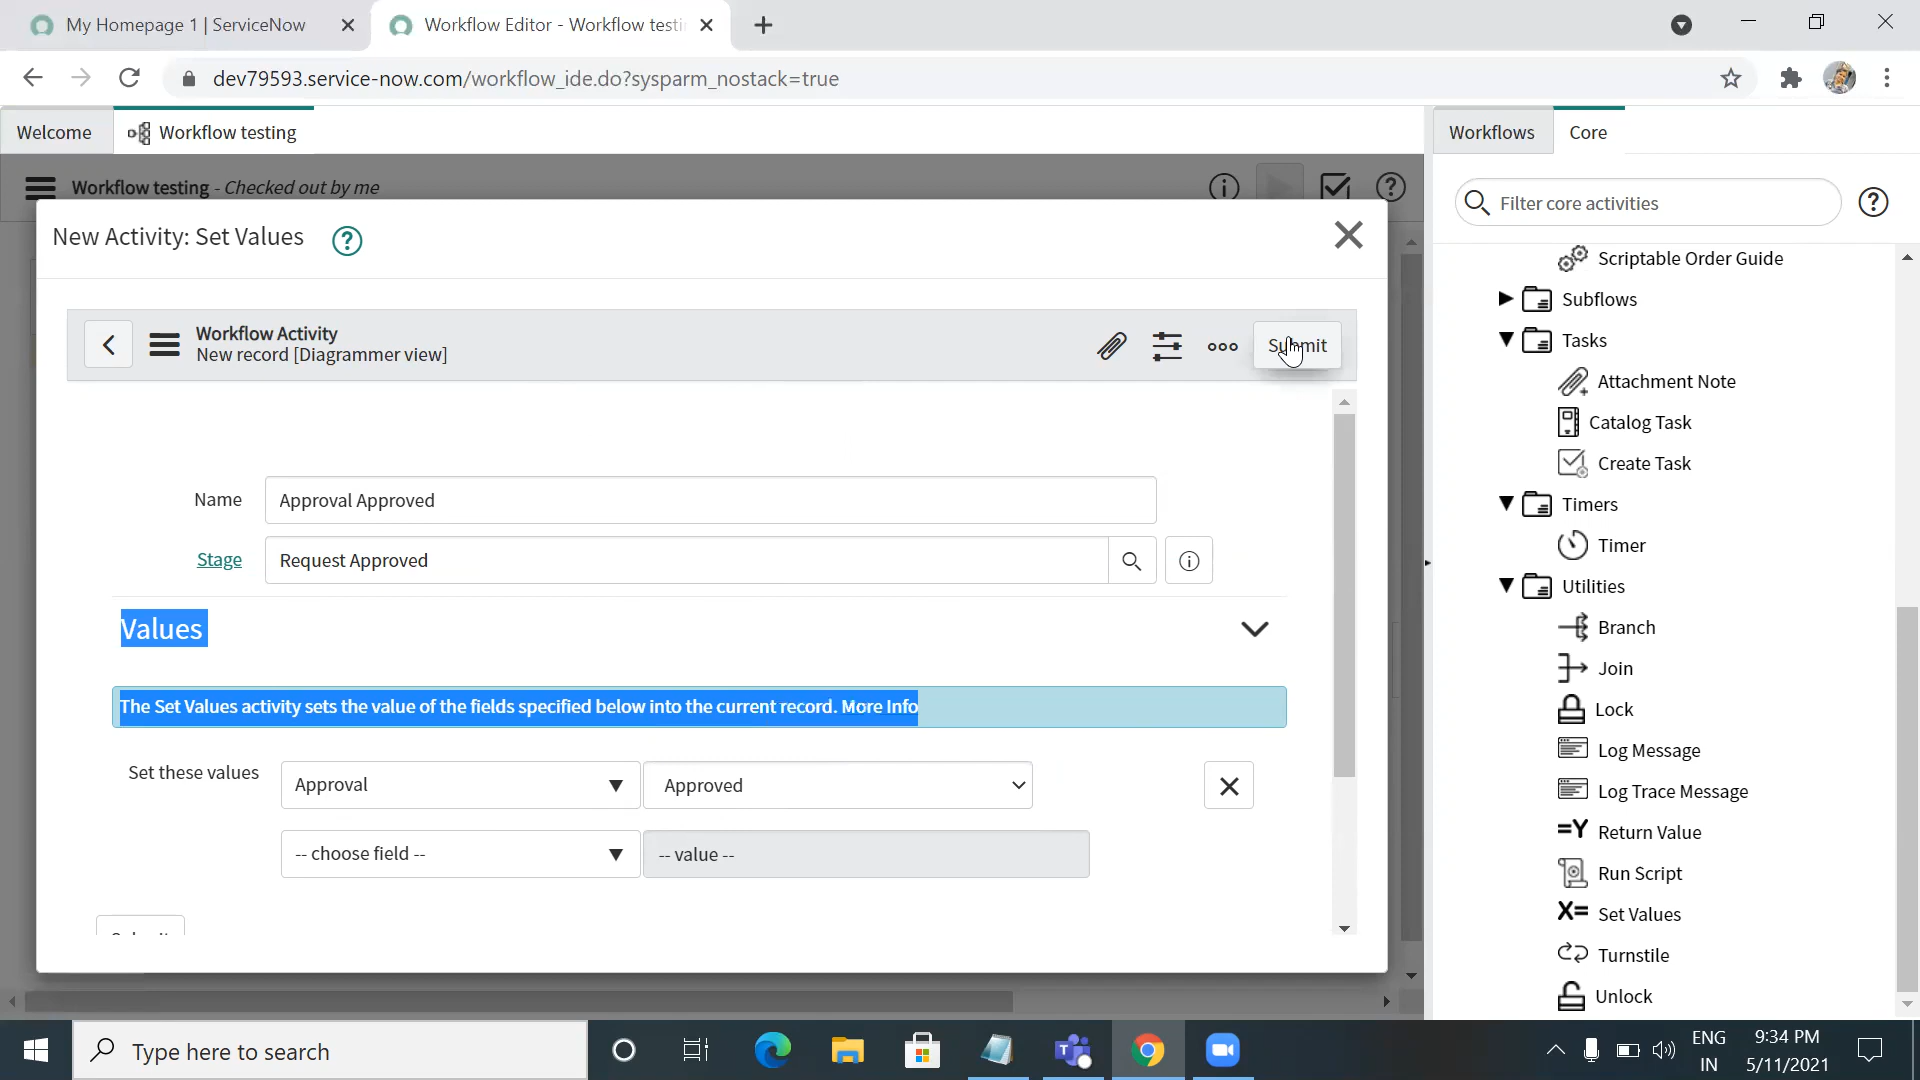 My Homepage 1 | ServiceNow
Workflow Editor - Workflow testi
dev79593.service-now.com/workflow_ide.do?sysparm_nostack=true
Welcome
Workflow testing
Workflows
Core
Workflow testing - Checked out by me
Filter core activities
New Activity: Set Values
Scriptable Order Guide
Subflows
Workflow Activity
New record [Diagrammer view]
Submit
Tasks
Attachment Note
Catalog Task
Create Task
Name
Approval Approved
Timers
Stage
Request Approved
Timer
Utilities
Values
Branch
Join
The Set Values activity sets the value of the fields specified below into the current record. More Info
Lock
Log Message
Set these values
Approval
Approved
Log Trace Message
-- choose field --
-- value --
Return Value
Run Script
Set Values
Turnstile
Unlock
Type here to search
ENG
IN
9:34 PM
5/11/2021